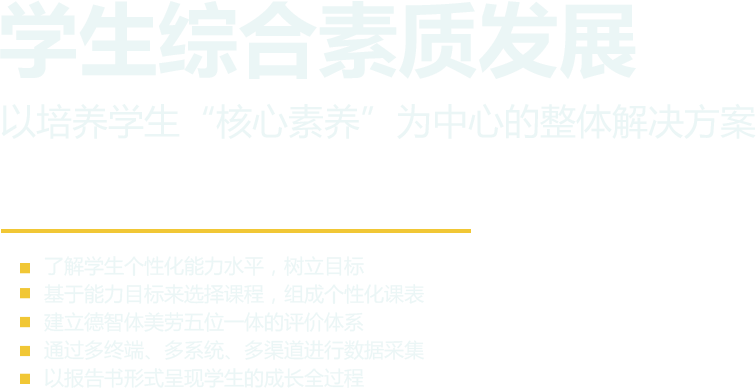 学生综合素质发展
以培养学生“核心素养”为中心的整体解决方案
了解学生个性化能力水平，树立目标
基于能力目标来选择课程，组成个性化课表
建立德智体美劳五位一体的评价体系
通过多终端、多系统、多渠道进行数据采集
以报告书形式呈现学生的成长全过程